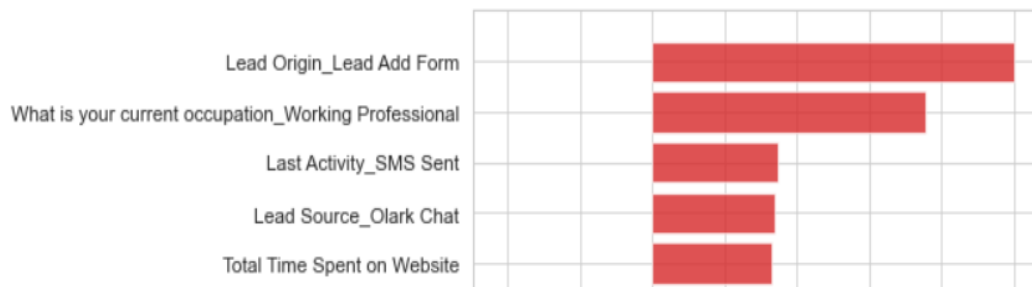 Lead Origin_Lead Add Form
What is your current occupation_Working Professional
Last Activity_SMS Sent
Lead Source_Olark Chat
Total Time Spent on Website